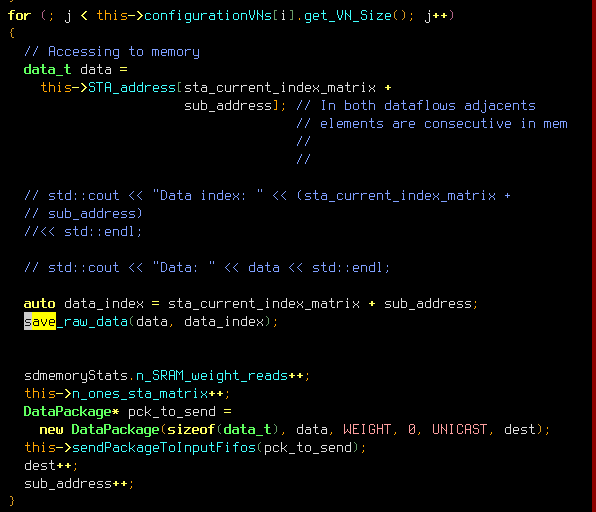 for (; j < this->configurationVNs[i].get_VN_Size(); j++)
{
// Accessing to memory
data_t data =
this->STA_address[sta_current_index_matrix +
sub_address]; // In both dataflows adjacents
// elements are consecutive in mem
//
//
// std::cout << "Data index: " << (sta_current_index_matrix +
// sub_address)
//<< std::endl;
// std::cout << "Data: " << data << std::endl;
auto data_index = sta_current_index_matrix + sub_address;
save_raw_data(data, data_index);
sdmemoryStats.n_SRAM_weight_reads++;
this->n_ones_sta_matrix++;
DataPackage* pck_to_send =
new DataPackage(sizeof(data_t), data, WEIGHT, 0, UNICAST, dest);
this->sendPackageToInputFifos(pck_to_send);
dest++;
sub_address++;
}